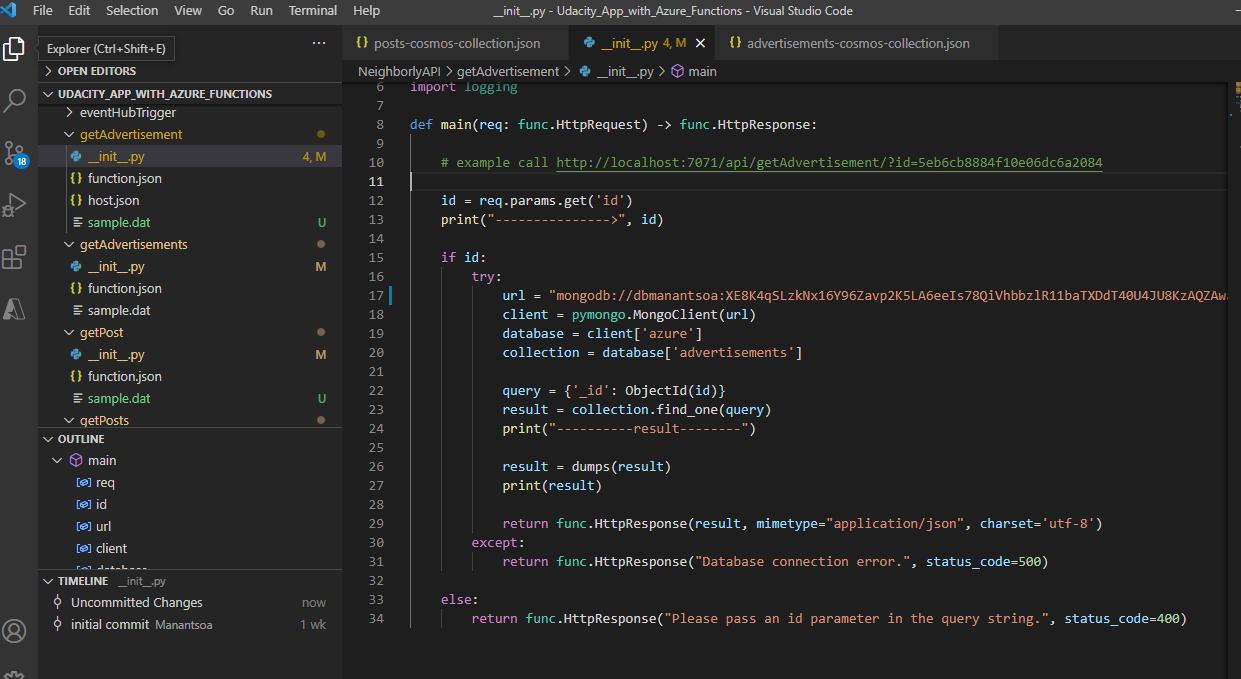 File Edit Selection View Go Run Terminal Help __init__.py - Udacity_App_with_Azure_Functions - Visual Studio Code
Explorer (Ctrl+Shift+E)
OPEN EDITORS
UDACITY_APP_WITH_AZURE_FUNCTIONS
eventHubTrigger
getAdvertisement
__init__.py 4, M
function.json
host.json
sample.dat U
getAdvertisements
__init__.py M
function.json
sample.dat
getPost
__init__.py M
function.json
sample.dat U
getPosts
OUTLINE
main
req
id
url
client
database
TIMELINE __init__.py
Uncommitted Changes now
initial commit Manantsoa 1 wk
18
posts-cosmos-collection.json __init__.py 4, M advertisements-cosmos-collection.json
NeighborlyAPI > getAdvertisement > __init__.py > main
6 import logging
7
8 def main(req: func.HttpRequest) -> func.HttpResponse:
9
10 # example call http://localhost:7071/api/getAdvertisement/?id=5eb6cb8884f10e06dc6a2084
11
12 id = req.params.get('id')
13 print("--------------->", id)
14
15 if id:
16 try:
17 url = "mongodb://dbmanantsoa:XE8K4qSLzkNx16Y96Zavp2K5LA6eeIs78QiVhbbzlR11baTXDdT40U4JU8KzAQZAw
18 client = pymongo.MongoClient(url)
19 database = client['azure']
20 collection = database['advertisements']
21
22 query = {'_id': ObjectId(id)}
23 result = collection.find_one(query)
24 print("----------result--------")
25
26 result = dumps(result)
27 print(result)
28
29 return func.HttpResponse(result, mimetype="application/json", charset='utf-8')
30 except:
31 return func.HttpResponse("Database connection error.", status_code=500)
32
33 else:
34 return func.HttpResponse("Please pass an id parameter in the query string.", status_code=400)